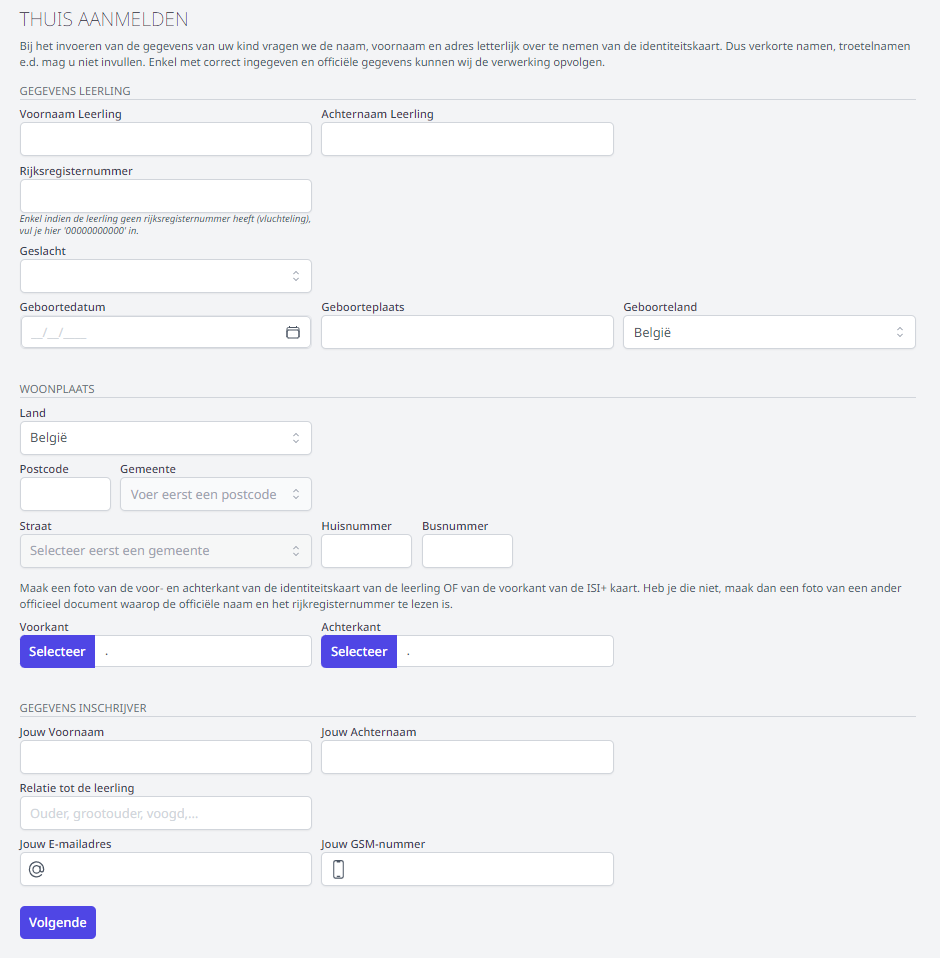 THUIS AANMELDEN
Bij het invoeren van de gegevens van uw kind vragen we de naam, voornaam en adres letterlijk over te nemen van de identiteitskaart. Dus verkorte namen, troetelnamen
e.d. mag u niet invullen. Enkel met correct ingegeven en officiële gegevens kunnen wij de verwerking opvolgen.
GEGEVENS LEERLING
Voornaam Leerling Achternaam Leerling
Rijksregisternummer
Enkel indien de leerling geen rijksregisternummer heeft (vluchteling),
vul je hier '00000000000' in.
Geslacht
Geboortedatum Geboorteplaats Geboorteland
__/__/____ België
WOONPLAATS
Land
België
Postcode Gemeente
Voer eerst een postcode
Straat Huisnummer Busnummer
Selecteer eerst een gemeente
Maak een foto van de voor- en achterkant van de identiteitskaart van de leerling OF van de voorkant van de ISI+ kaart. Heb je die niet, maak dan een foto van een ander
officieel document waarop de officiële naam en het rijkregisternummer te lezen is.
Voorkant Achterkant
Selecteer . Selecteer .
GEGEVENS INSCHRIJVER
Jouw Voornaam Jouw Achternaam
Relatie tot de leerling
Ouder, grootouder, voogd,...
Jouw E-mailadres Jouw GSM-nummer
@
Volgende